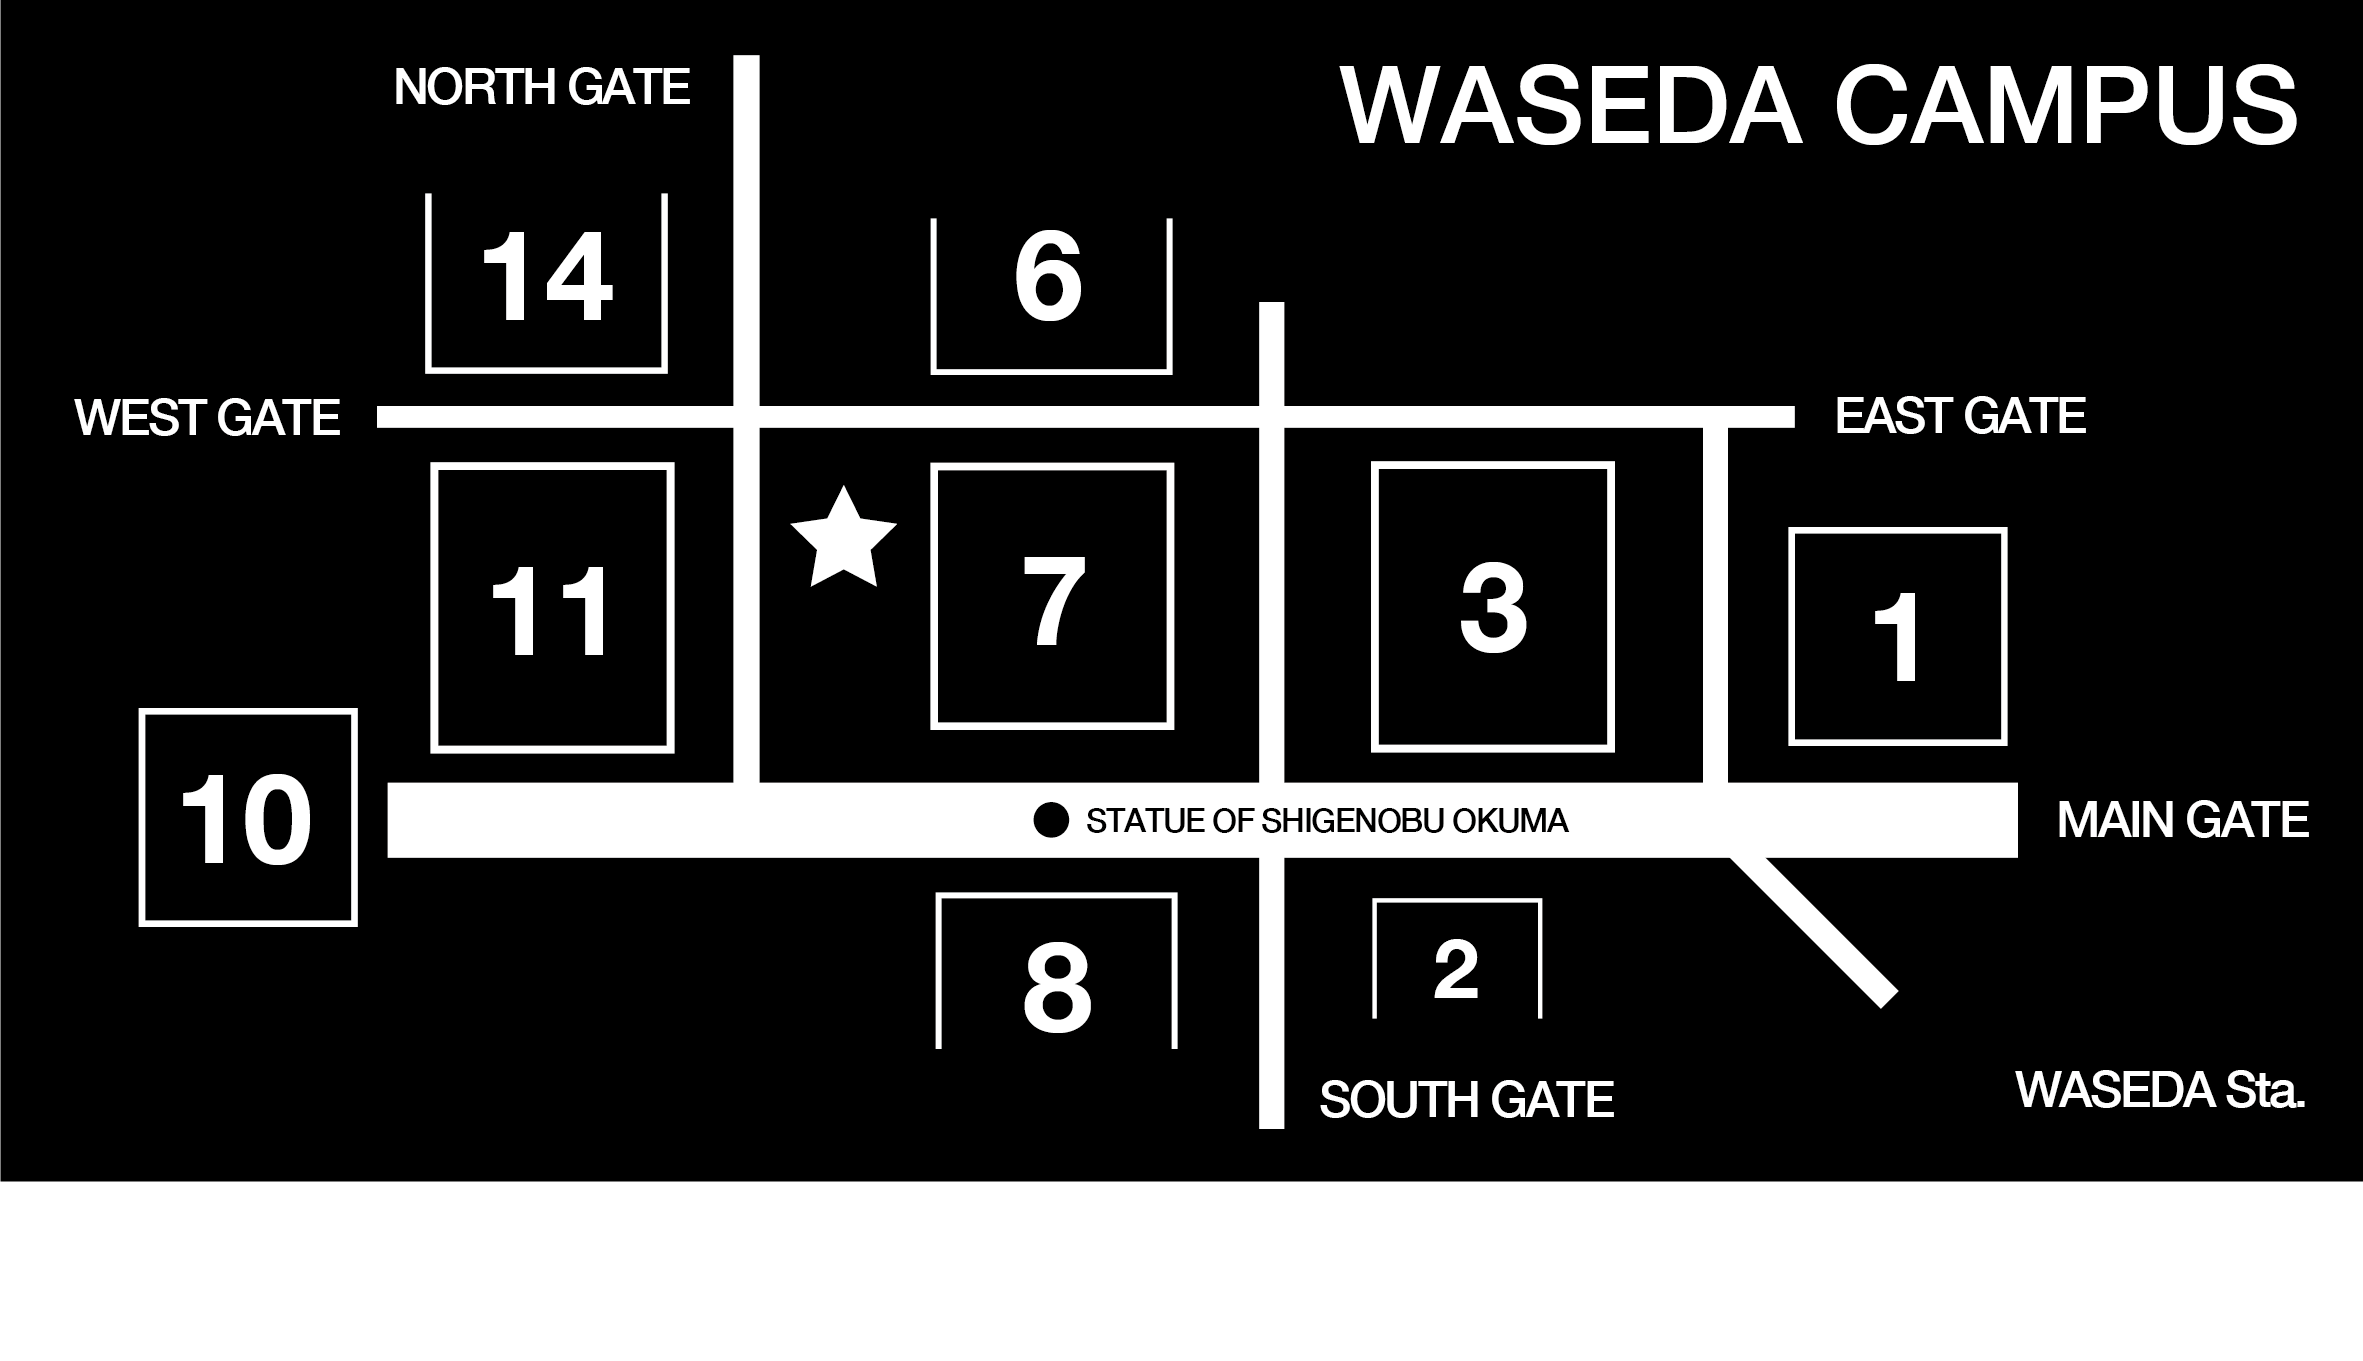 WASEDA CAMPUS
NORTH GATE
14
6
WEST GATE
EAST GATE
11
7
3
1
10
STATUE OF SHIGENOBU OKUMA
MAIN GATE
8
2
SOUTH GATE
WASEDA Sta.